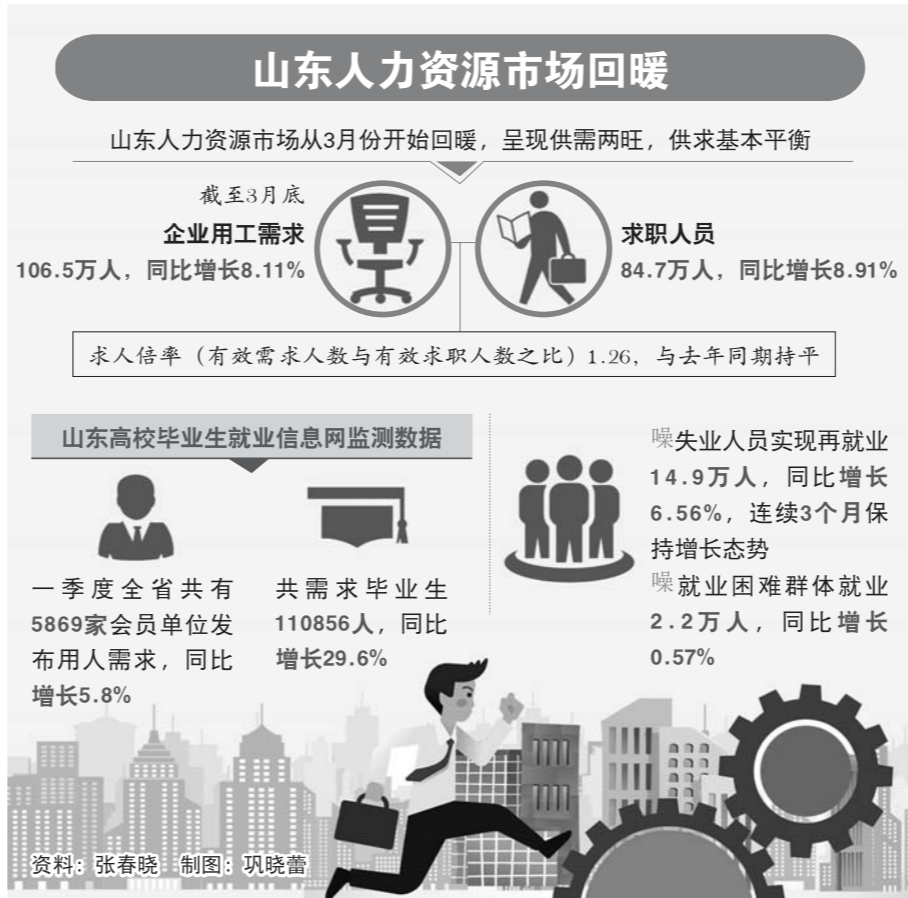 山东人力资源市场回暖
山东人力资源市场从3月份开始回暖，呈现供需两旺，供求基本平衡
截至3月底
企业用工需求
106.5万人，同比增长8.11%
求职人员
84.7万人，同比增长8.91%
求人倍率（有效需求人数与有效求职人数之比）1.26，与去年同期持平
山东高校毕业生就业信息网监测数据
一季度全省共有
5869家会员单位发
布用人需求，同比
增长5.8%
共需求毕业生
110856人，同比
增长29.6%
噪失业人员实现再就业
14.9万人，同比增长
6.56%，连续3个月保
持增长态势
噪就业困难群体就业
2.2万人，同比增长
0.57%
资料：张春晓 制图：巩晓蕾